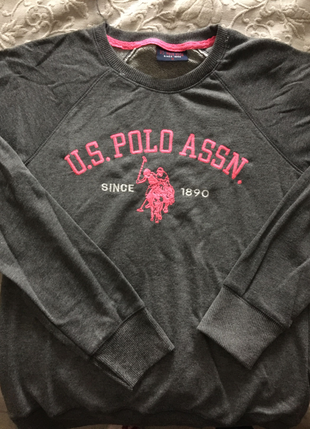 U.S. POLO ASSN.
SINCE 1890